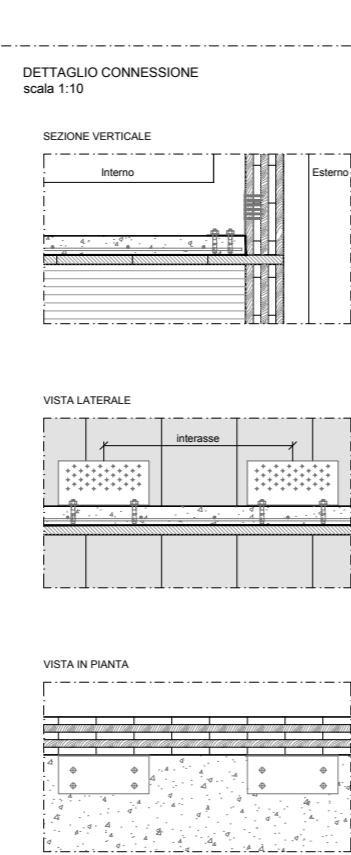 DETTAGLIO CONNESSIONE
scala 1:10
SEZIONE VERTICALE
Interno
Esterno
VISTA LATERALE
interasse
VISTA IN PIANTA